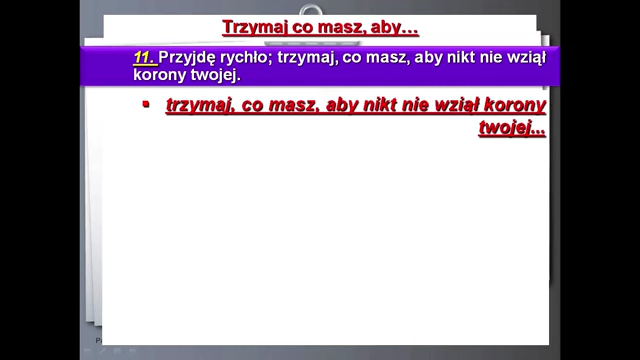 Trzymaj co masz, aby…
11. Przyjdę rychło; trzymaj, co masz, aby nikt nie wziął
korony twojej.
▪ trzymaj, co masz, aby nikt nie wziął korony
twojej...